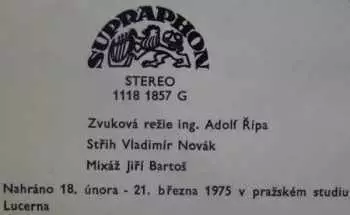 SUPRAPHON
STEREO
1118 1857 G
Zvuková režie ing. Adolf Řípa
Střih Vladimír Novák
Mixáž Jiří Bartoš
Nahráno 18. února - 21. března 1975 v pražském studiu
Lucerna